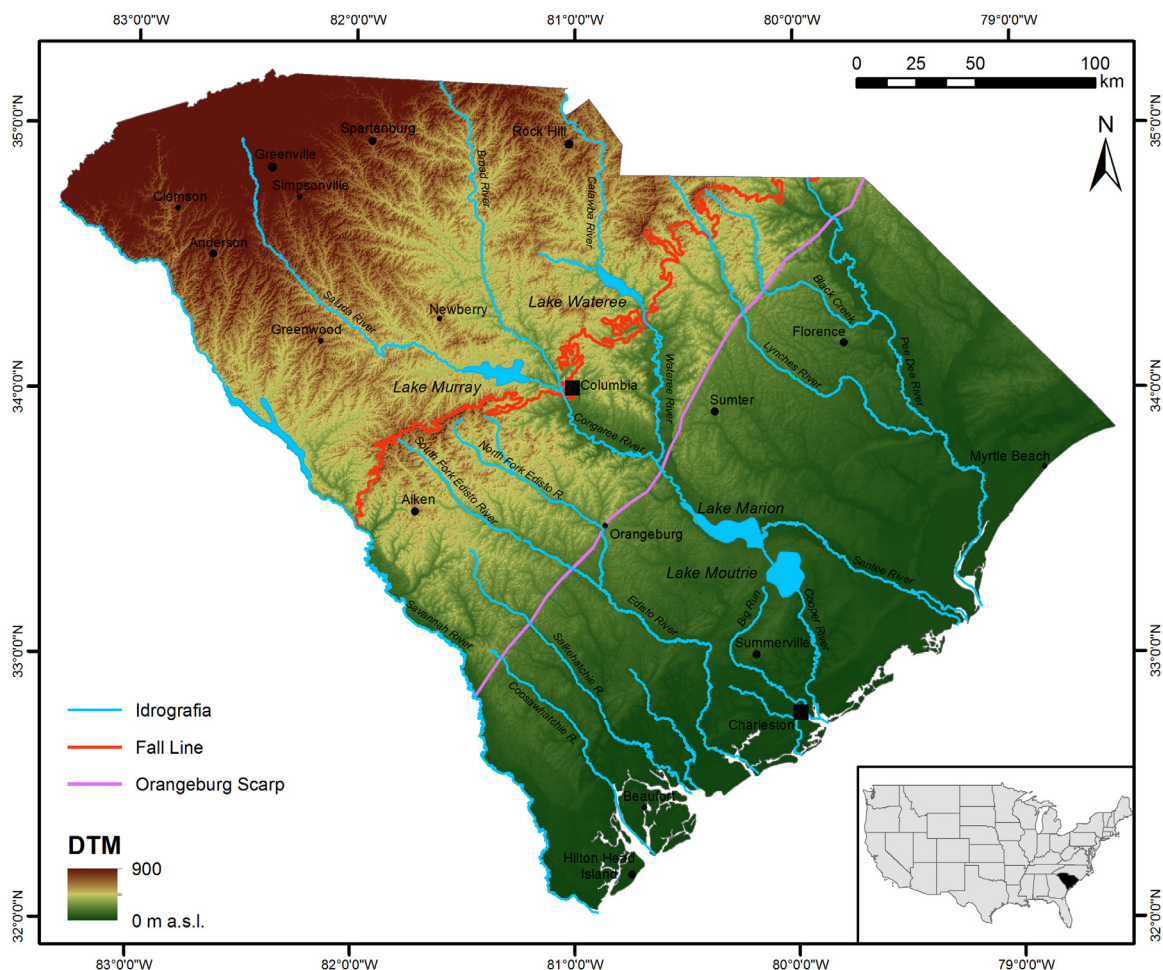 83°0'0"W
82°0'0"W
81°0'0"W
80°0'0"W
79°0'0"W
0 25 50 100
km
N
35°0'0"N
35°0'0"N
Spartanburg
Rock Hill
Greenville
Simpsonville
Clemson
Anderson
Broad River
Catawba River
Saluda River
Newberry
Greenwood
Lake Wateree
Lake Murray
Columbia
Wateree River
Congaree River
Black Creek
Florence
Lynches River
Pee Dee River
Sumter
34°0'0"N
34°0'0"N
Myrtle Beach
South Fork Edisto River
North Fork Edisto R.
Aiken
Orangeburg
Lake Marion
Lake Moutrie
Santee River
Savannah River
Edisto River
Big Run
Cooper River
Summerville
Salkehatchie R.
Coosawhatchie R.
Charleston
33°0'0"N
33°0'0"N
Beaufort
Hilton Head
Island
Idrografia
Fall Line
Orangeburg Scarp
DTM
900
0 m a.s.l.
32°0'0"N
32°0'0"N
83°0'0"W
82°0'0"W
81°0'0"W
80°0'0"W
79°0'0"W